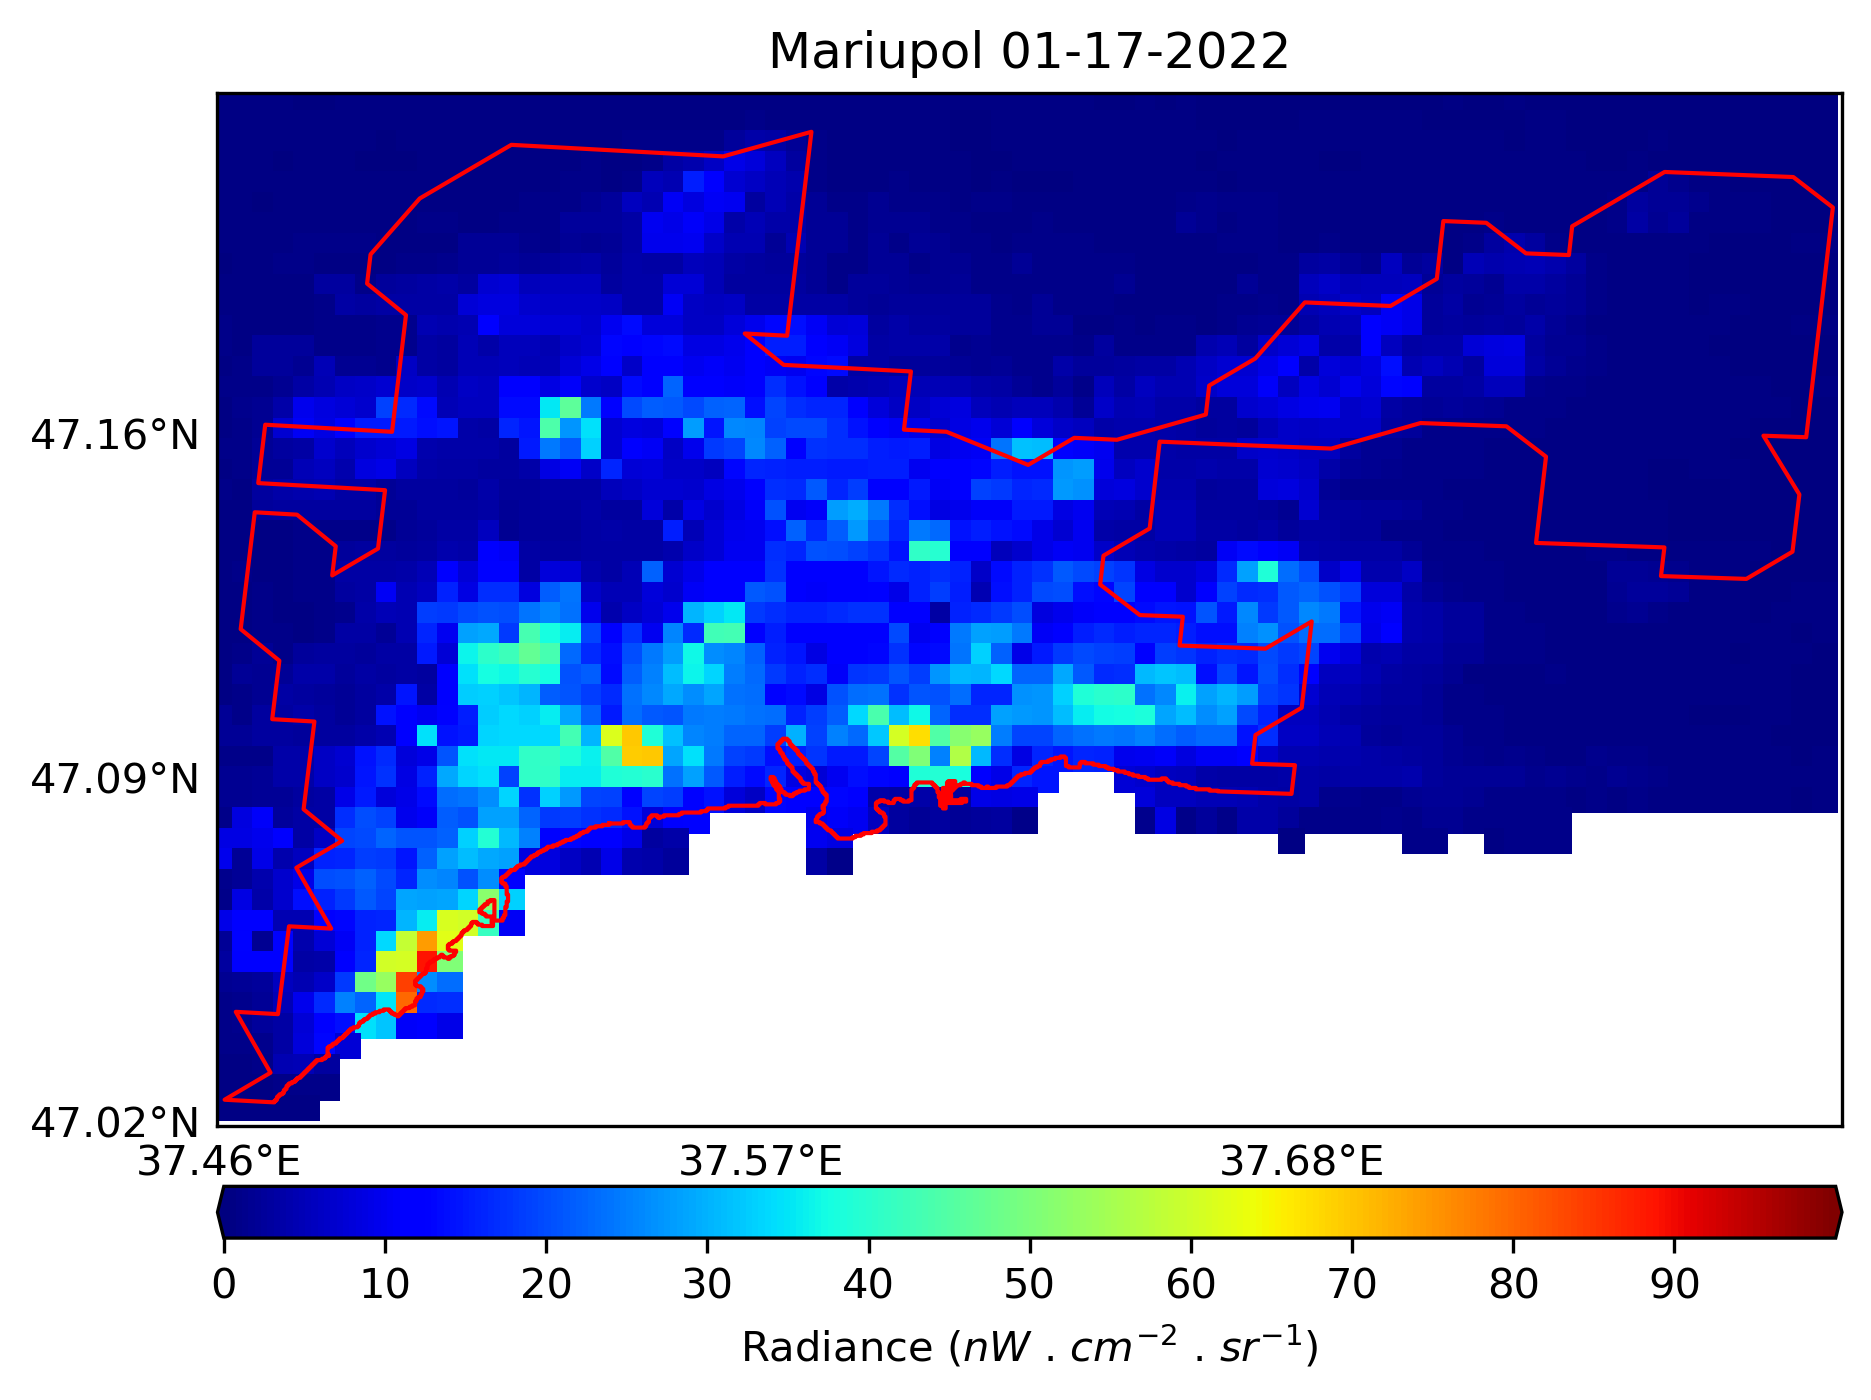 Mariupol 01-17-2022
47.16°N
47.09°N
47.02°N
37.46°E 37.57°E 37.68°E
0 10 20 30 40 50 60 70 80 90
Radiance (nW . cm⁻² . sr⁻¹)